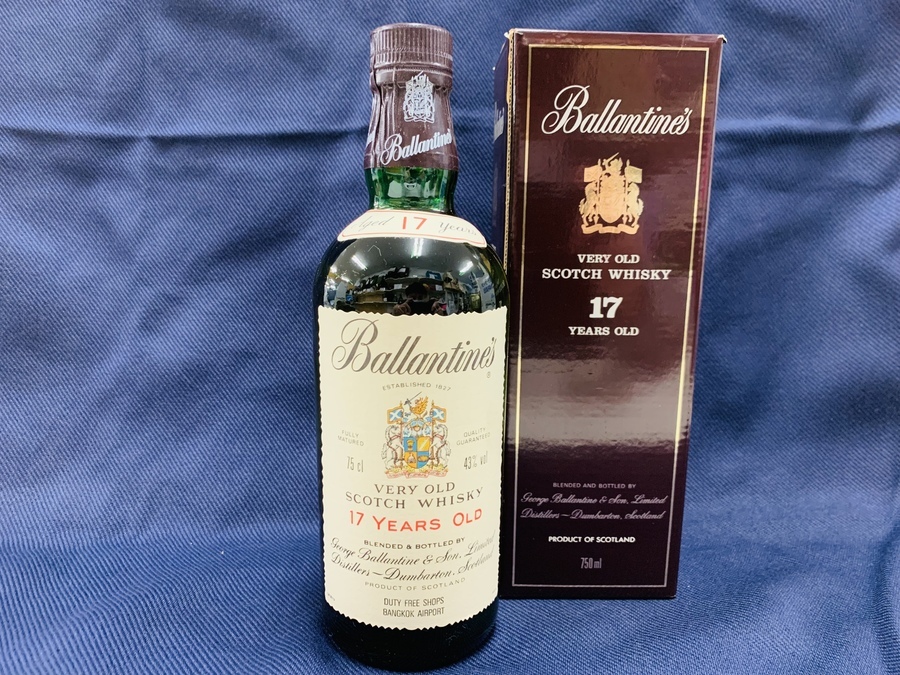 Ballantine's
Aged 17 Years
Ballantine's
®
ESTABLISHED 1827
FULLY
MATURED
QUALITY
GUARANTEED
75 cl
43% vol
VERY OLD
SCOTCH WHISKY
17 YEARS OLD
BLENDED & BOTTLED BY
George Ballantine & Son, Limited
Distillers — Dumbarton, Scotland
PRODUCT OF SCOTLAND
DUTY FREE SHOPS
BANGKOK AIRPORT
Ballantine's
VERY OLD
SCOTCH WHISKY
17
YEARS OLD
BLENDED AND BOTTLED BY
George Ballantine & Son, Limited
Distillers — Dumbarton, Scotland
PRODUCT OF SCOTLAND
750 ml